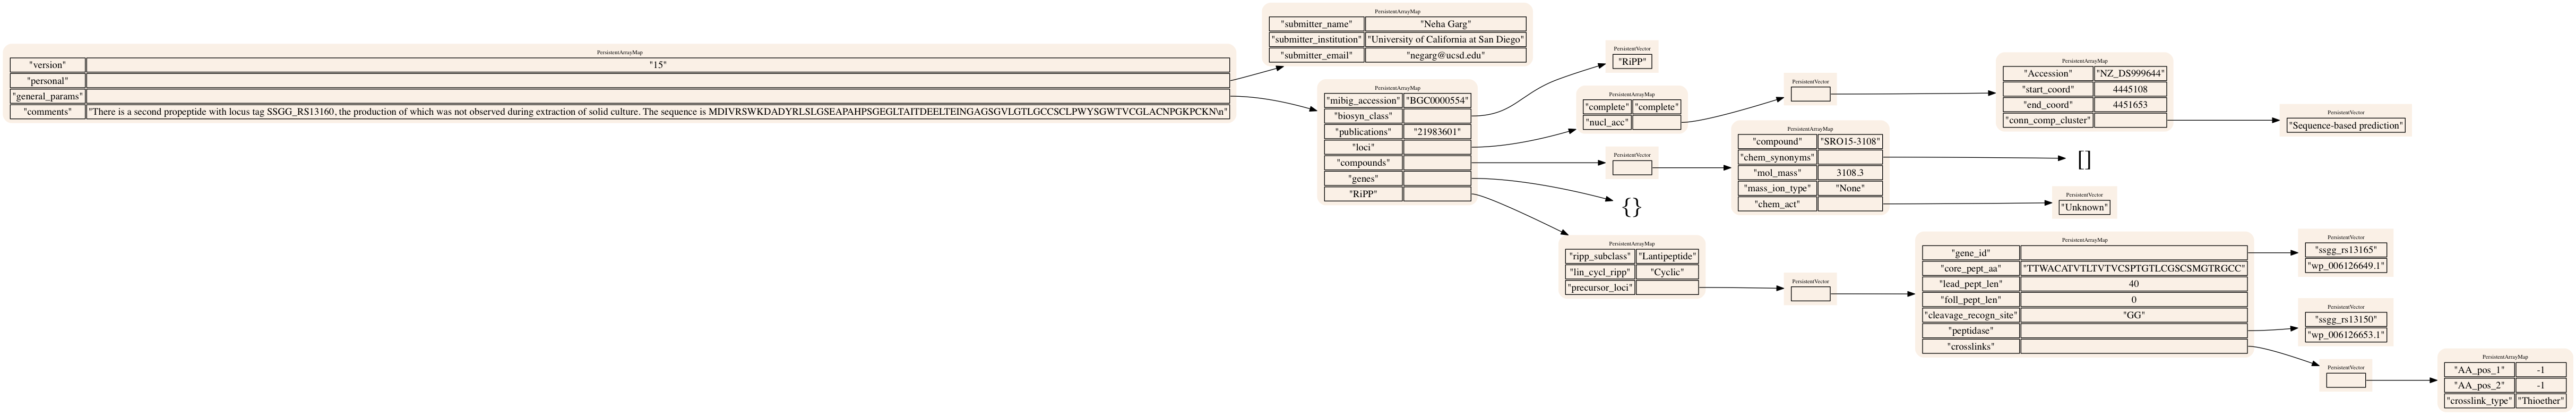 PersistentArrayMap
"version" "15"
"personal"
"general_params"
"comments" "There is a second propeptide with locus tag SSGG_RS13160, the production of which was not observed during extraction of solid culture. The sequence is MDIVRSWKDADYRLSLGSEAPAHPSGEGLTAITDEELTEINGAGSGVLGTLGCCSCLPWYSGWTVCGLACNPGKPCKN\n"
PersistentArrayMap
"submitter_name" "Neha Garg"
"submitter_institution" "University of California at San Diego"
"submitter_email" "negarg@ucsd.edu"
PersistentArrayMap
"mibig_accession" "BGC0000554"
"biosyn_class"
"publications" "21983601"
"loci"
"compounds"
"genes"
"RiPP"
PersistentVector
"RiPP"
PersistentArrayMap
"complete" "complete"
"nucl_acc"
PersistentVector
PersistentArrayMap
"Accession" "NZ_DS999644"
"start_coord" 4445108
"end_coord" 4451653
"conn_comp_cluster"
PersistentVector
"Sequence-based prediction"
PersistentVector
PersistentArrayMap
"compound" "SRO15-3108"
"chem_synonyms"
"mol_mass" 3108.3
"mass_ion_type" "None"
"chem_act"
[]
PersistentVector
"Unknown"
{}
PersistentArrayMap
"ripp_subclass" "Lantipeptide"
"lin_cycl_ripp" "Cyclic"
"precursor_loci"
PersistentVector
PersistentArrayMap
"gene_id"
"core_pept_aa" "TTWACATVTLTVTVCSPTGTLCGSCSMGTRGCC"
"lead_pept_len" 40
"foll_pept_len" 0
"cleavage_recogn_site" "GG"
"peptidase"
"crosslinks"
PersistentVector
"ssgg_rs13165"
"wp_006126649.1"
PersistentVector
"ssgg_rs13150"
"wp_006126653.1"
PersistentVector
PersistentArrayMap
"AA_pos_1" -1
"AA_pos_2" -1
"crosslink_type" "Thioether"